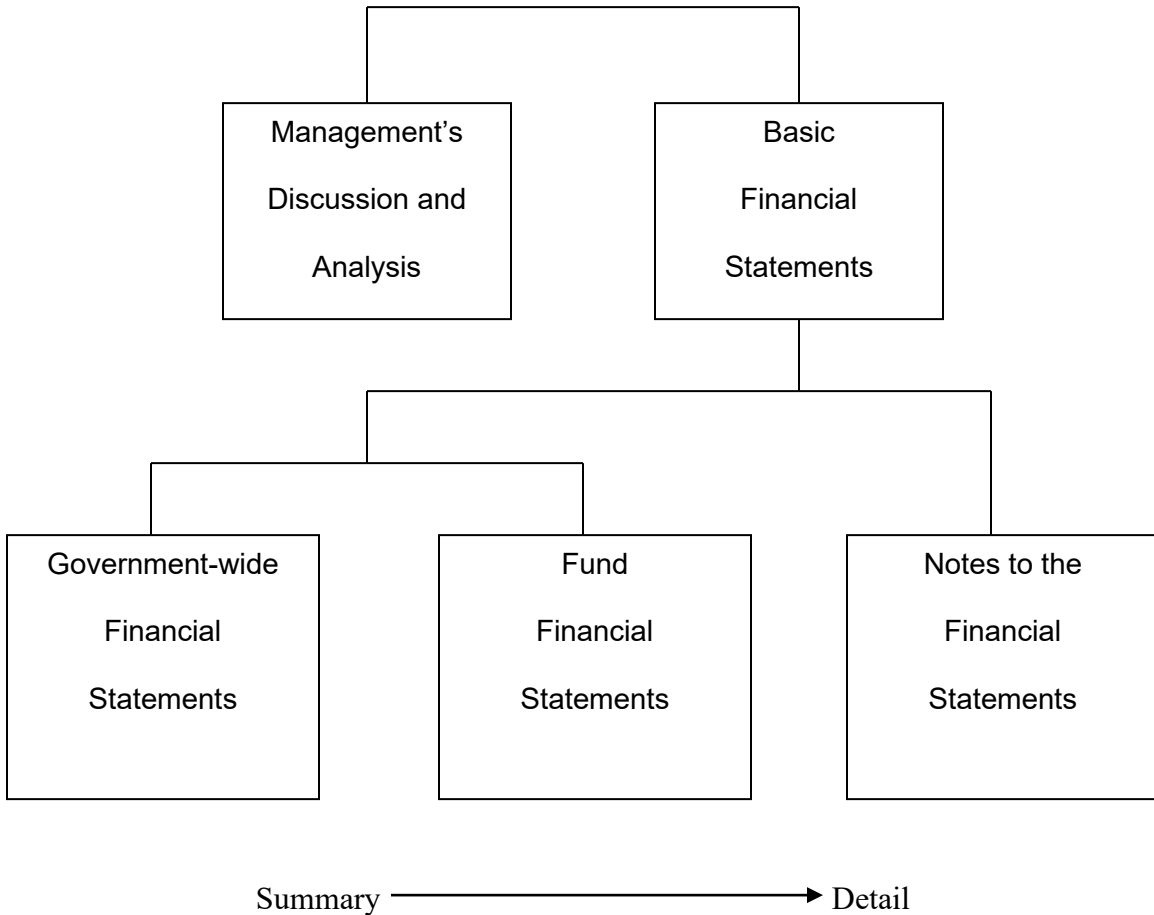 Management’s
Discussion and
Analysis
Basic
Financial
Statements
Government-wide
Financial
Statements
Fund
Financial
Statements
Notes to the
Financial
Statements
Summary
Detail